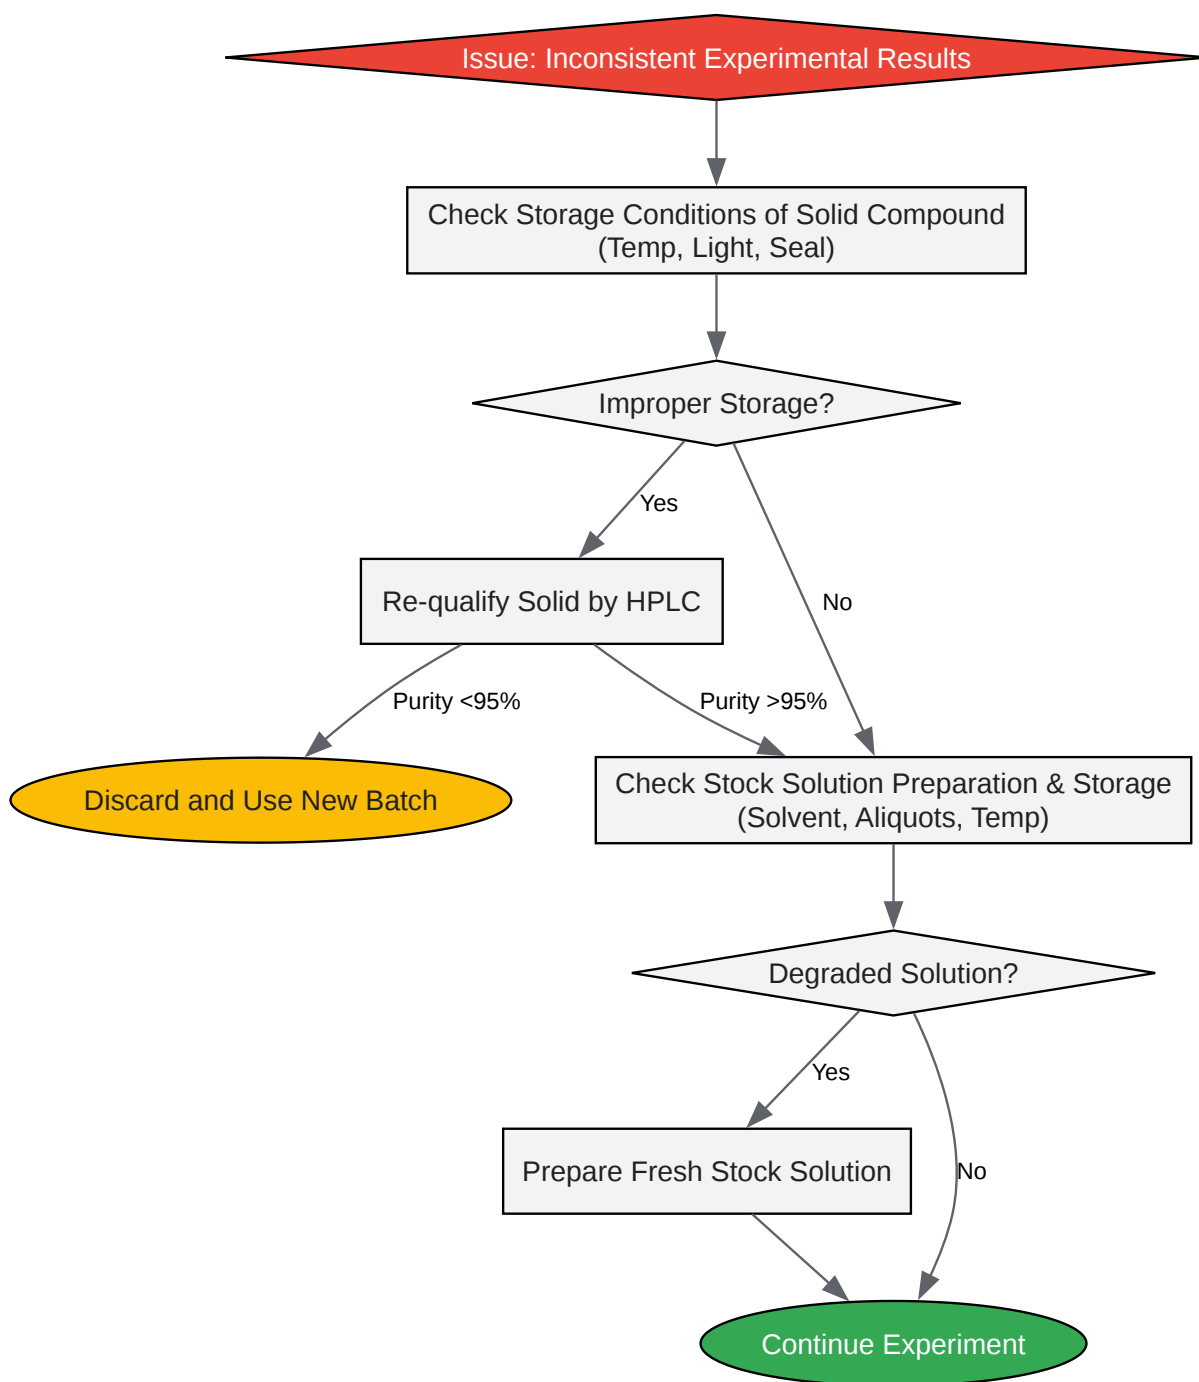 Issue: Inconsistent Experimental Results
Check Storage Conditions of Solid Compound
(Temp, Light, Seal)
Improper Storage?
Yes
No
Re-qualify Solid by HPLC
Purity <95%
Purity >95%
Discard and Use New Batch
Check Stock Solution Preparation & Storage
(Solvent, Aliquots, Temp)
Degraded Solution?
Yes
No
Prepare Fresh Stock Solution
Continue Experiment